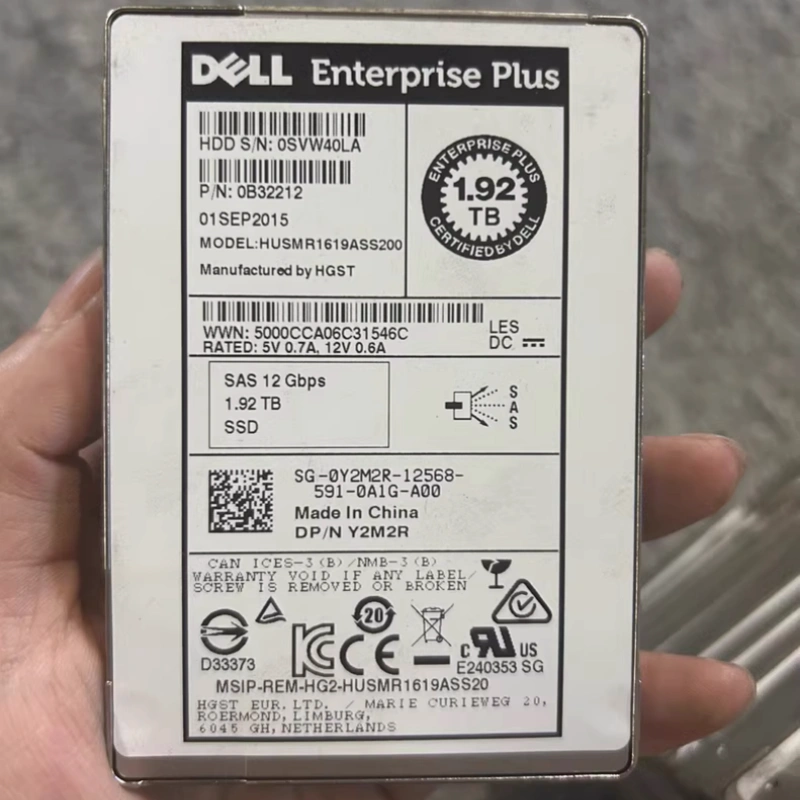 DELL Enterprise Plus
HDD S/N: 0SVW40LA
P/N: 0B32212
01SEP2015
MODEL:HUSMR1619ASS200
Manufactured by HGST
ENTERPRISE PLUS
1.92
TB
CERTIFIED BY DELL
WWN: 5000CCA06C31546C
RATED: 5V 0.7A, 12V 0.6A
LES
DC
SAS 12 Gbps
1.92 TB
SSD
SAS
SG-0Y2M2R-12568-
591-0A1G-A00
Made In China
DP/N Y2M2R
CAN ICES-3(B)/NMB-3(B)
WARRANTY VOID IF ANY LABEL/
SCREW IS REMOVED OR BROKEN
D33373
20
CE
c RU US
E240353 SG
MSIP-REM-HG2-HUSMR1619ASS20
HGST EUR.LTD. / MARIE CURIEWEG 20,
ROERMOND, LIMBURG,
6045 GH, NETHERLANDS